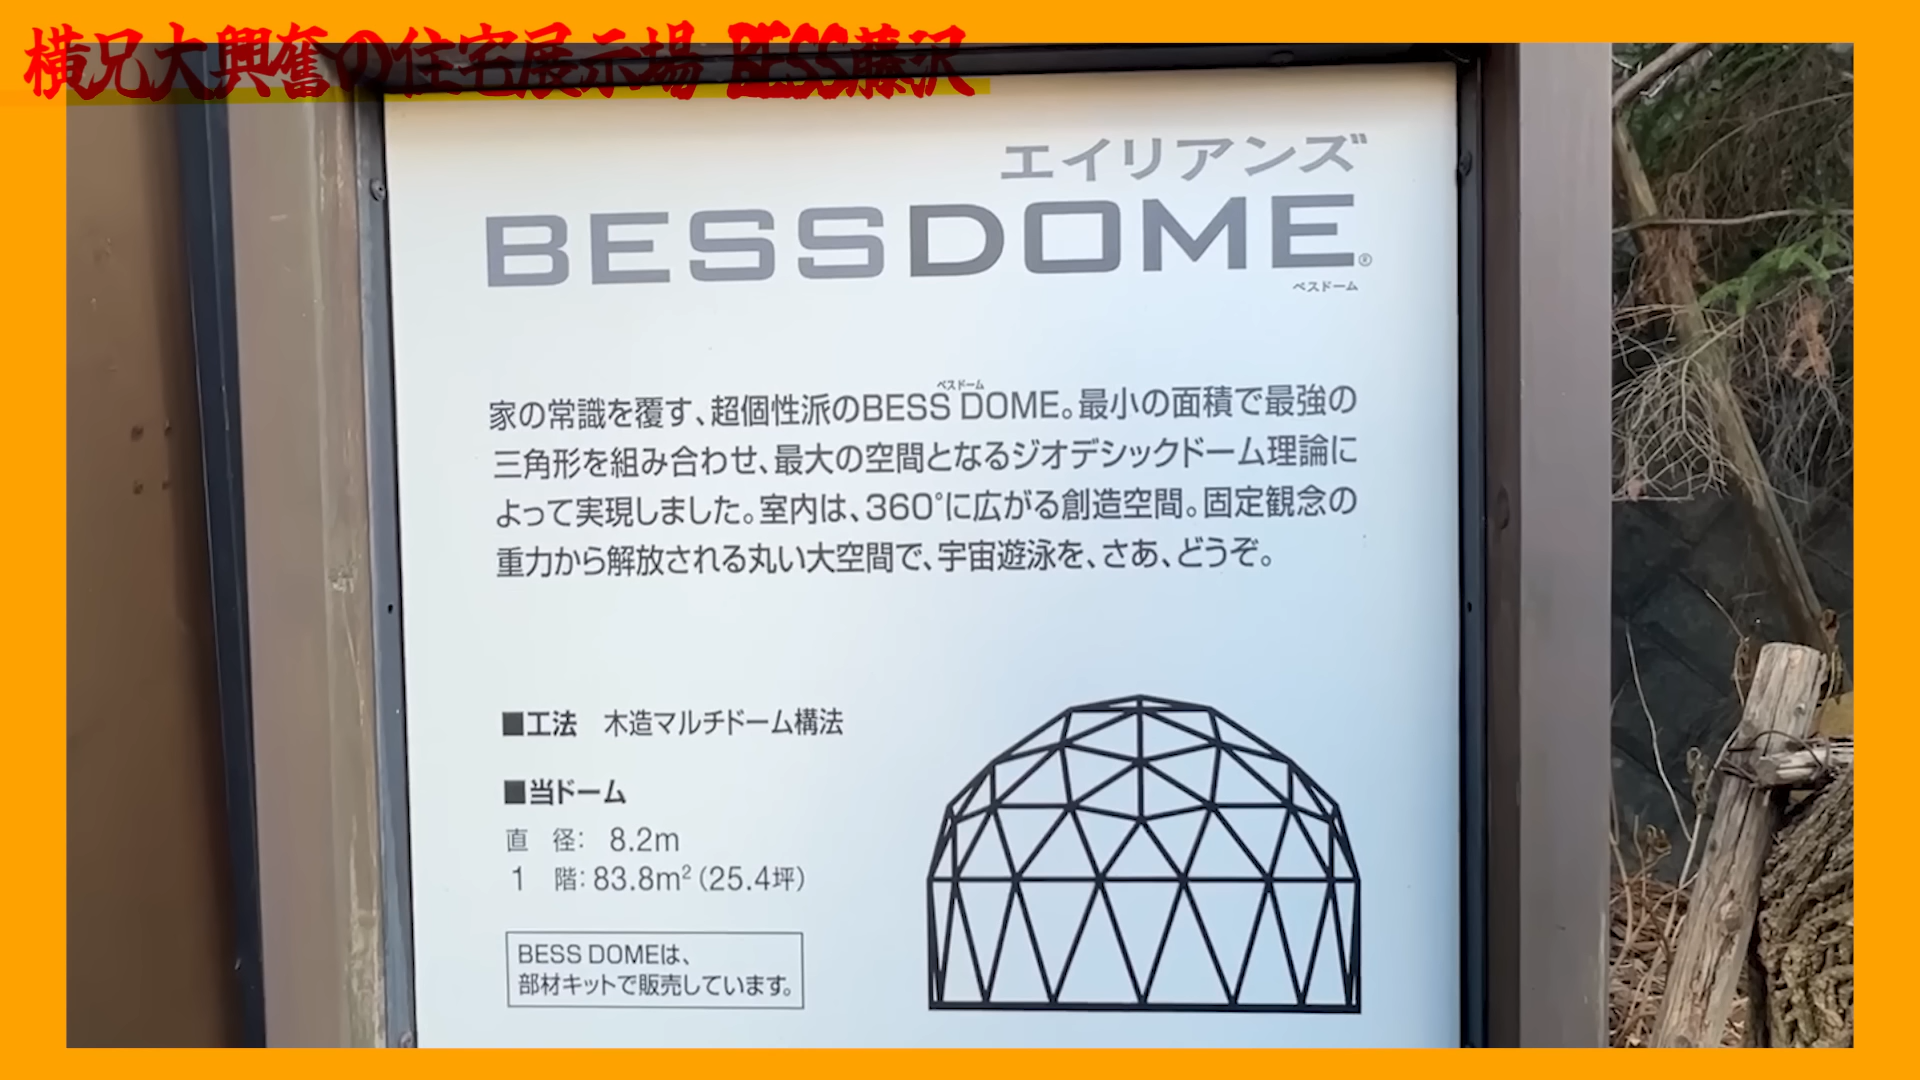 横兄大興奮の住宅展示場 BESS藤沢
エイリアンズ
BESSDOME®
ベスドーム
ベスドーム
家の常識を覆す、超個性派のBESS DOME。最小の面積で最強の
三角形を組み合わせ、最大の空間となるジオデシックドーム理論に
よって実現しました。室内は、360°に広がる創造空間。固定観念の
重力から解放される丸い大空間で、宇宙遊泳を、さあ、どうぞ。
■工法 木造マルチドーム構法
■当ドーム
直 径: 8.2m
1 階: 83.8m²(25.4坪)
BESS DOMEは、
部材キットで販売しています。